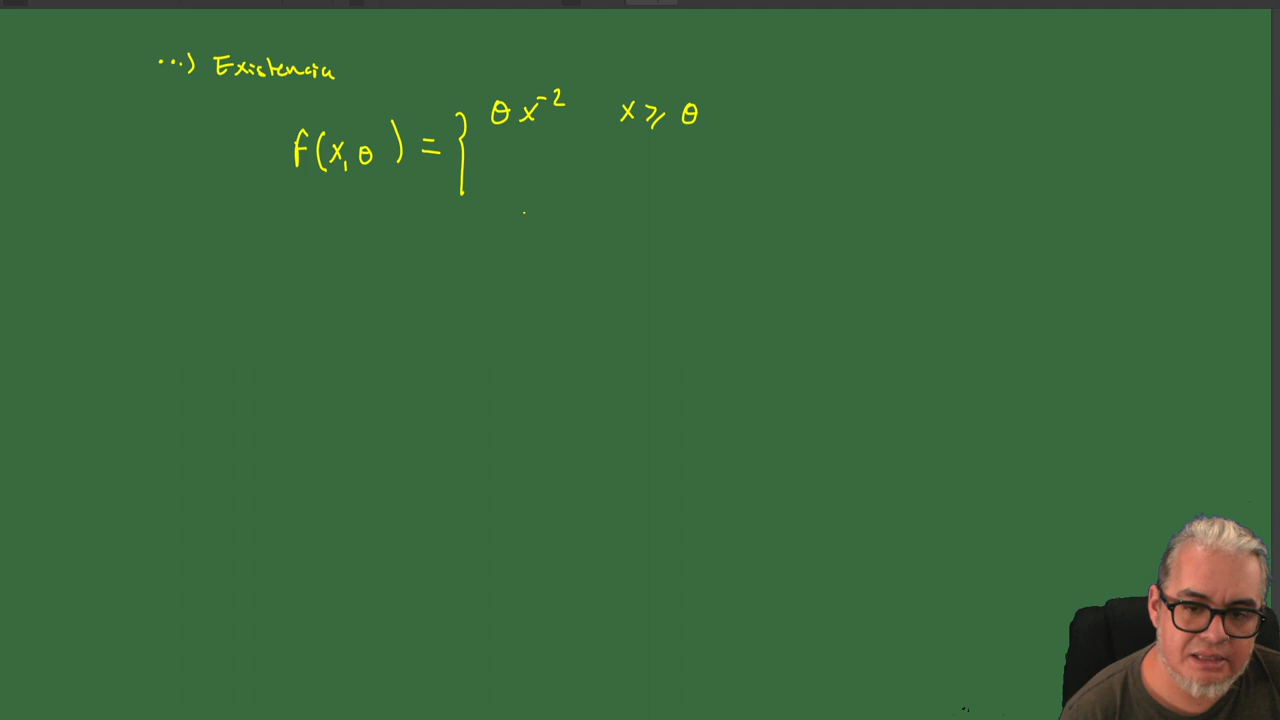 ...) Existencia
f(x, θ) = { θ x⁻² x ⩾ θ